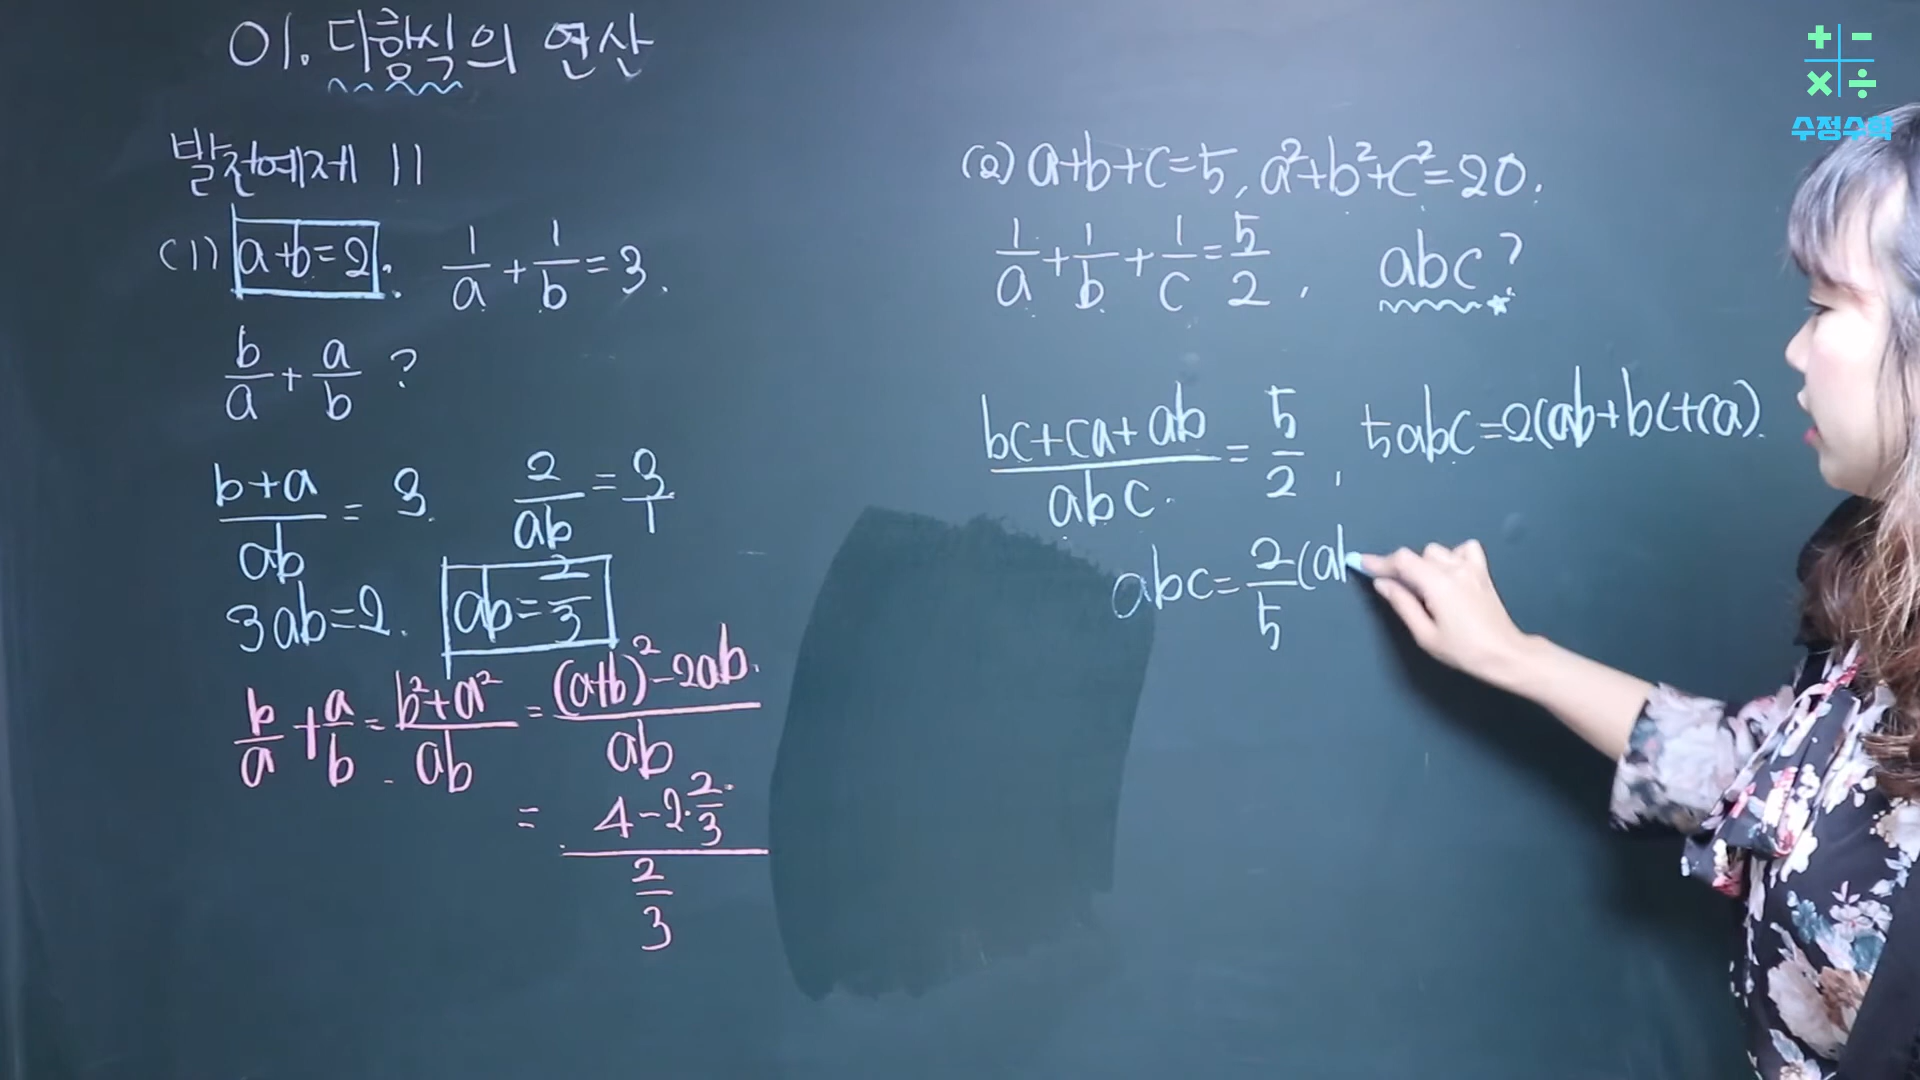 01. 다항식의 연산
발전예제 11
(1) a+b=2, 1/a + 1/b = 3.
b/a + a/b ?
(b+a)/ab = 3. 2/ab = 3/1
3ab=2. ab=2/3
b/a + a/b = (b²+a²)/ab = ((a+b)²-2ab)/ab
= (4-2·2/3)/(2/3)
(2) a+b+c=5, a²+b²+c²=20.
1/a + 1/b + 1/c = 5/2, abc?
(bc+ca+ab)/abc = 5/2, 5abc=2(ab+bc+ca).
abc = 2/5(ab
+ −
× ÷
수정수학